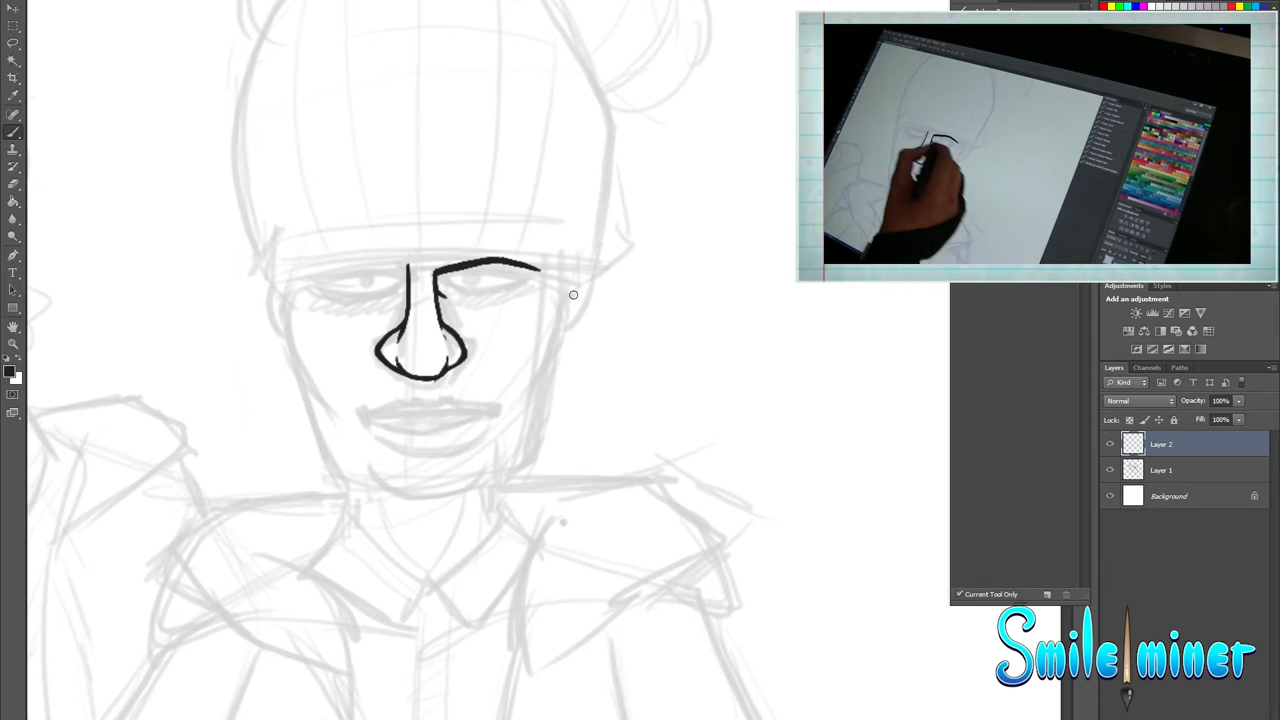 Adjustments Styles
Add an adjustment
Layers Channels Paths
Kind
Normal Opacity: 100%
Lock: Fill: 100%
Layer 2
Layer 1
Background
Current Tool Only
Smile miner